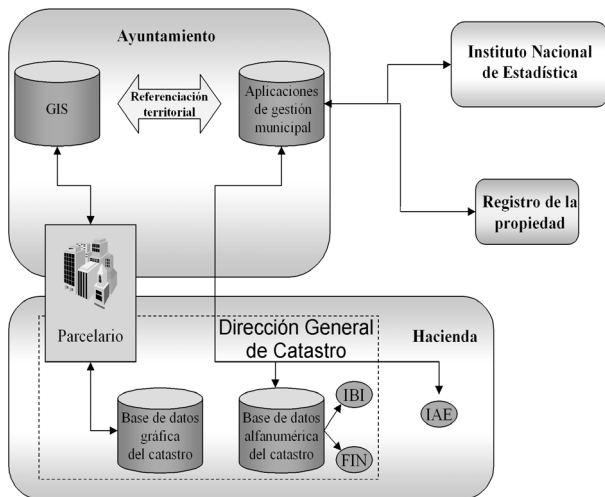 Ayuntamiento
GIS
Referenciación
territorial
Aplicaciones
de gestión
municipal
Instituto Nacional
de Estadística
Registro de la
propiedad
Parcelario
Dirección General
de Catastro
Hacienda
Base de datos
gráfica
del catastro
Base de datos
alfanumérica
del catastro
IBI
FIN
IAE